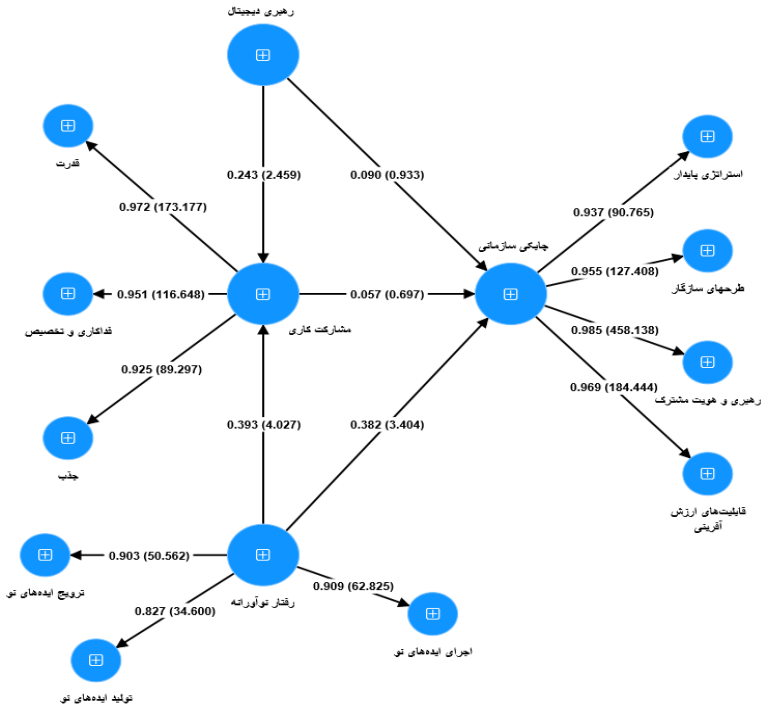 رهبری دیجیتال
قدرت
0.243 (2.459)
0.090 (0.933)
استراتژی پایدار
0.972 (173.177)
0.937 (90.765)
چابکی سازمانی
0.955 (127.408)
طرحهای سازگار
0.951 (116.648)
0.057 (0.697)
فداکاری و تخصیص
مشارکت کاری
0.985 (458.138)
0.925 (89.297)
0.969 (184.444)
رهبری و هویت مشترک
0.393 (4.027)
0.382 (3.404)
جذب
قابلیت‌های ارزش
آفرینی
0.903 (50.562)
0.909 (62.825)
ترویج ایده‌های نو
رفتار نوآورانه
0.827 (34.600)
اجرای ایده‌های نو
تولید ایده‌های نو